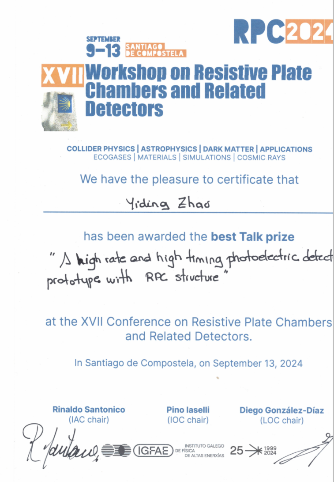 RPC2024
SEPTEMBER
9-13 SANTIAGO DE COMPOSTELA
XVII Workshop on Resistive Plate
Chambers and Related
Detectors
COLLIDER PHYSICS | ASTROPHYSICS | DARK MATTER | APPLICATIONS
ECOGASES | MATERIALS | SIMULATIONS | COSMIC RAYS
We have the pleasure to certificate that
Yiding Zhao
has been awarded the best Talk prize
"A high rate and high timing photoelectric detect
prototype with RPC structure"
at the XVII Conference on Resistive Plate Chambers
and Related Detectors.
In Santiago de Compostela, on September 13, 2024
Rinaldo Santonico Pino Iaselli Diego González-Díaz
(IAC chair) (IOC chair) (LOC chair)
IGFAE INSTITUTO GALEGO DE FÍSICA DE ALTAS ENERXÍAS 25 1999 2024